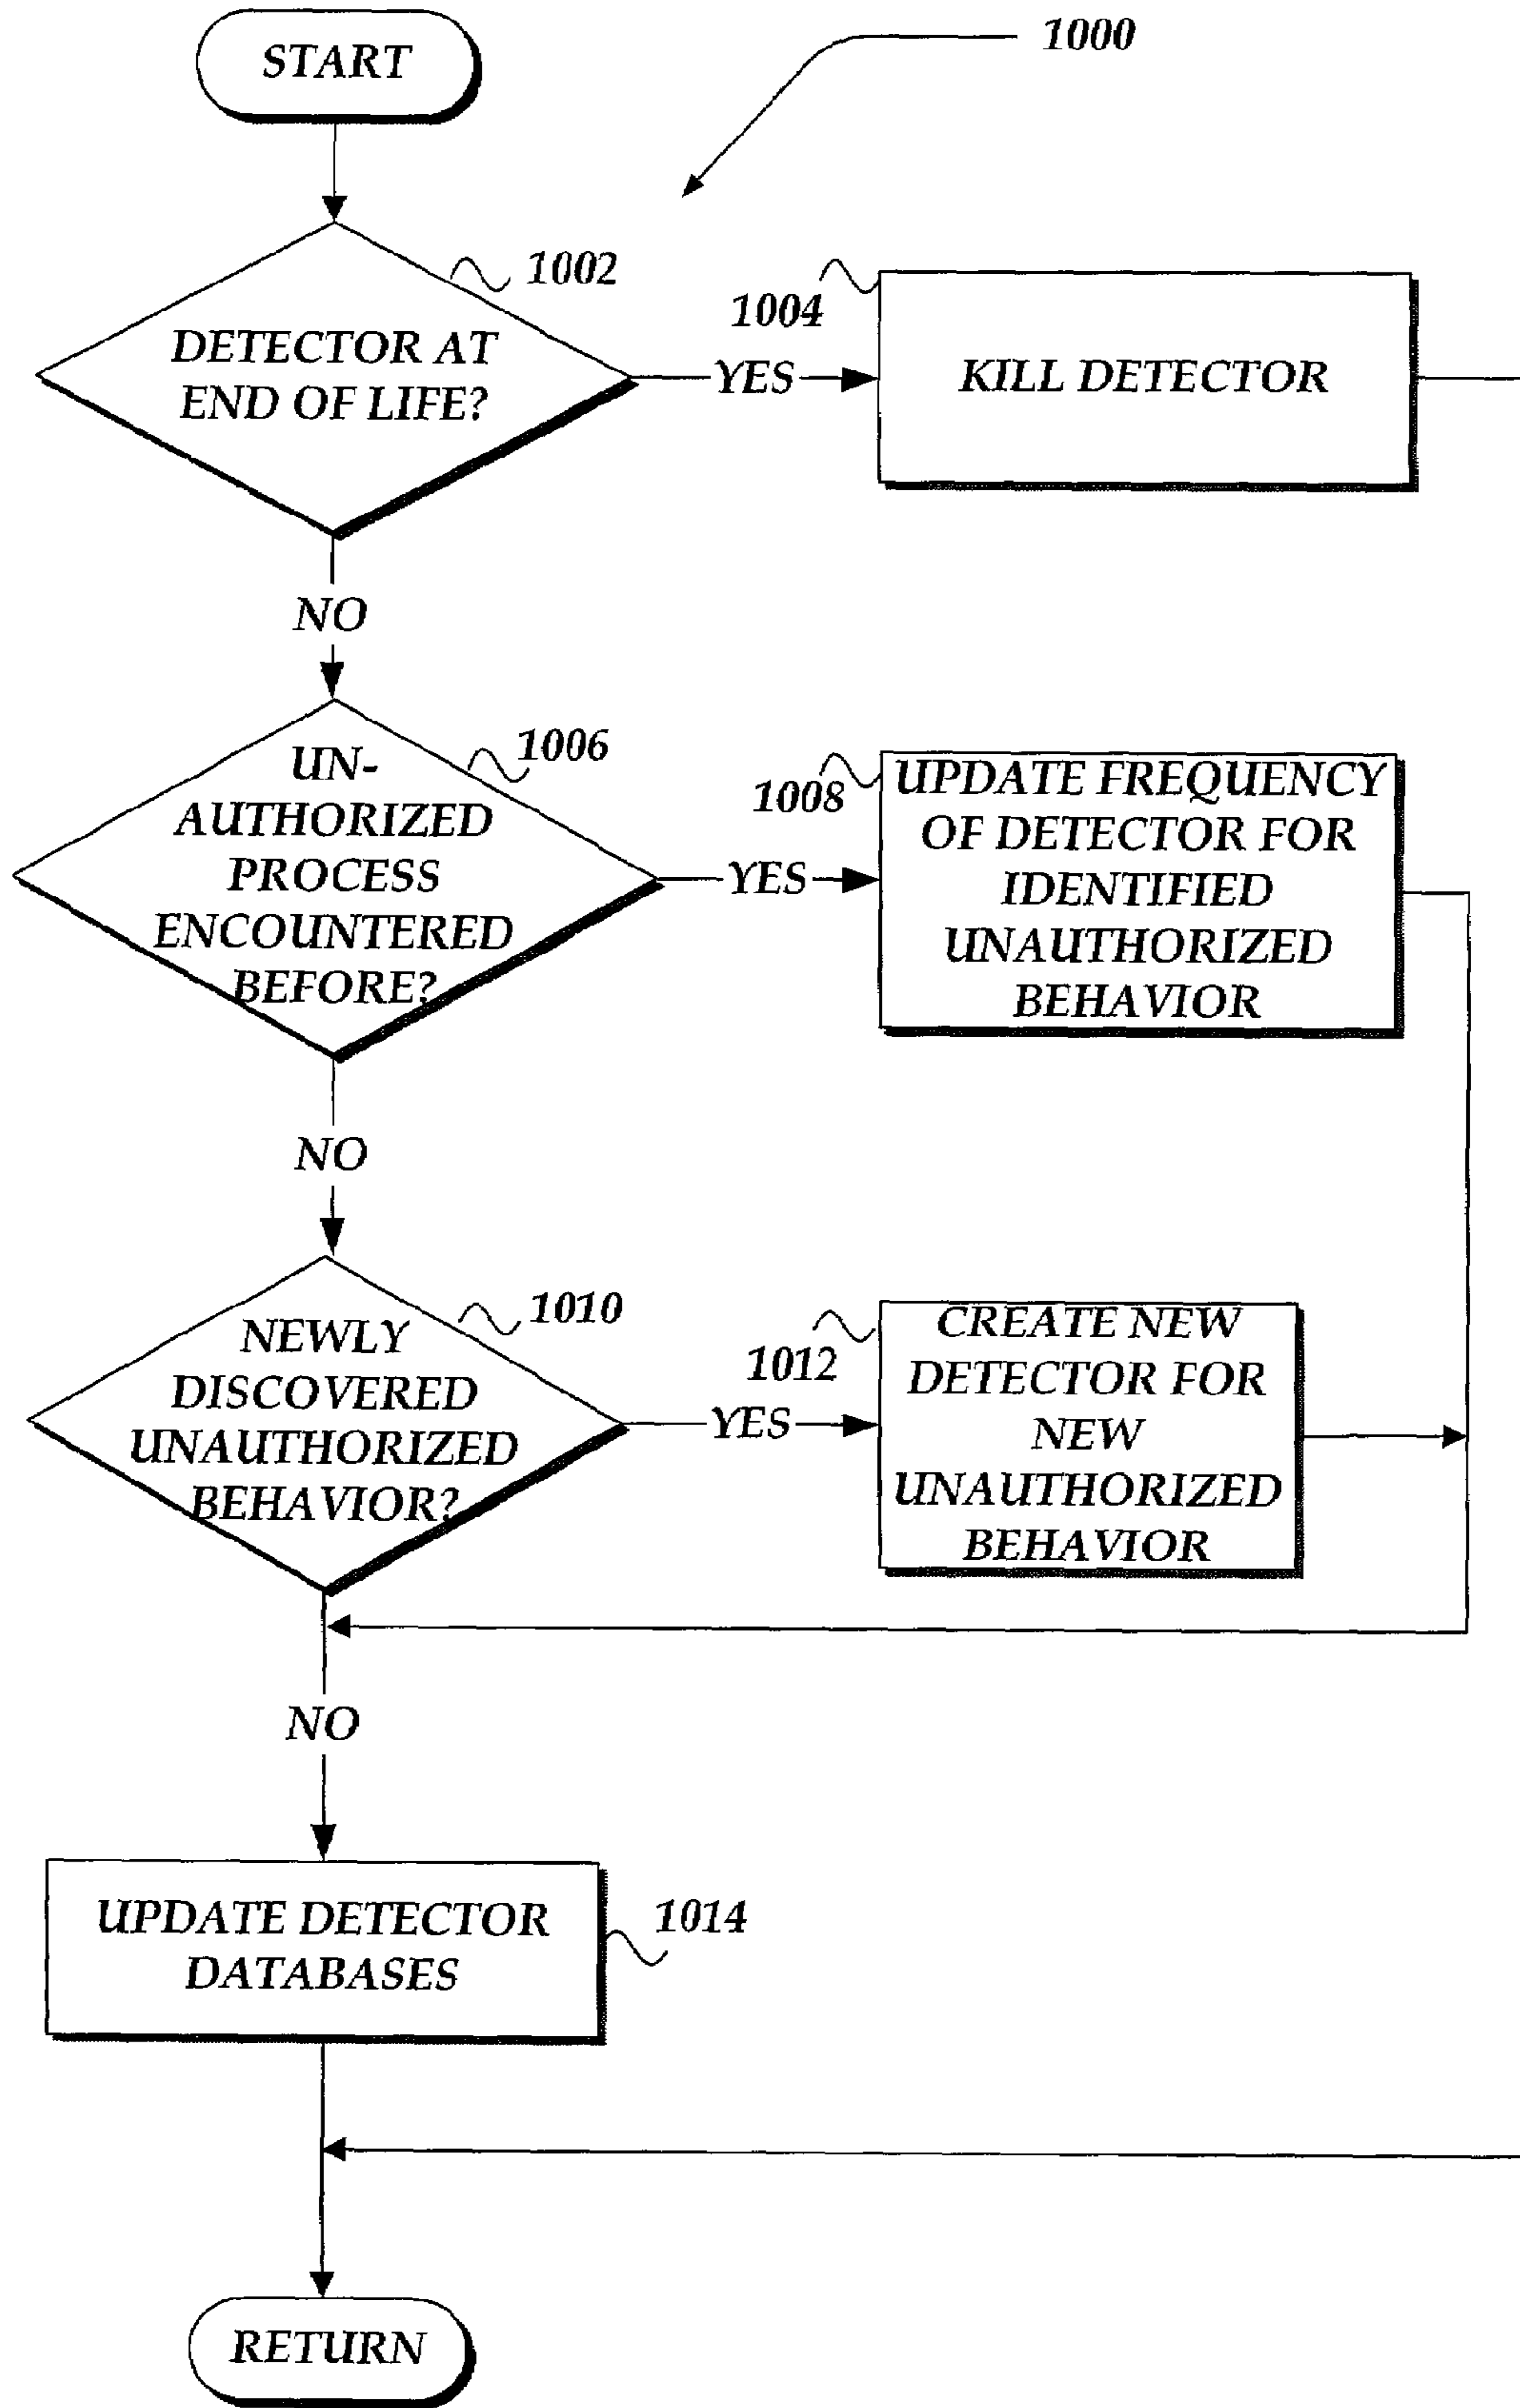 START
1000
1002
DETECTOR AT
END OF LIFE?
YES
1004
KILL DETECTOR
NO
1006
UN-
AUTHORIZED
PROCESS
ENCOUNTERED
BEFORE?
YES
1008
UPDATE FREQUENCY
OF DETECTOR FOR
IDENTIFIED
UNAUTHORIZED
BEHAVIOR
NO
1010
NEWLY
DISCOVERED
UNAUTHORIZED
BEHAVIOR?
YES
1012
CREATE NEW
DETECTOR FOR
NEW
UNAUTHORIZED
BEHAVIOR
NO
UPDATE DETECTOR
DATABASES
1014
RETURN